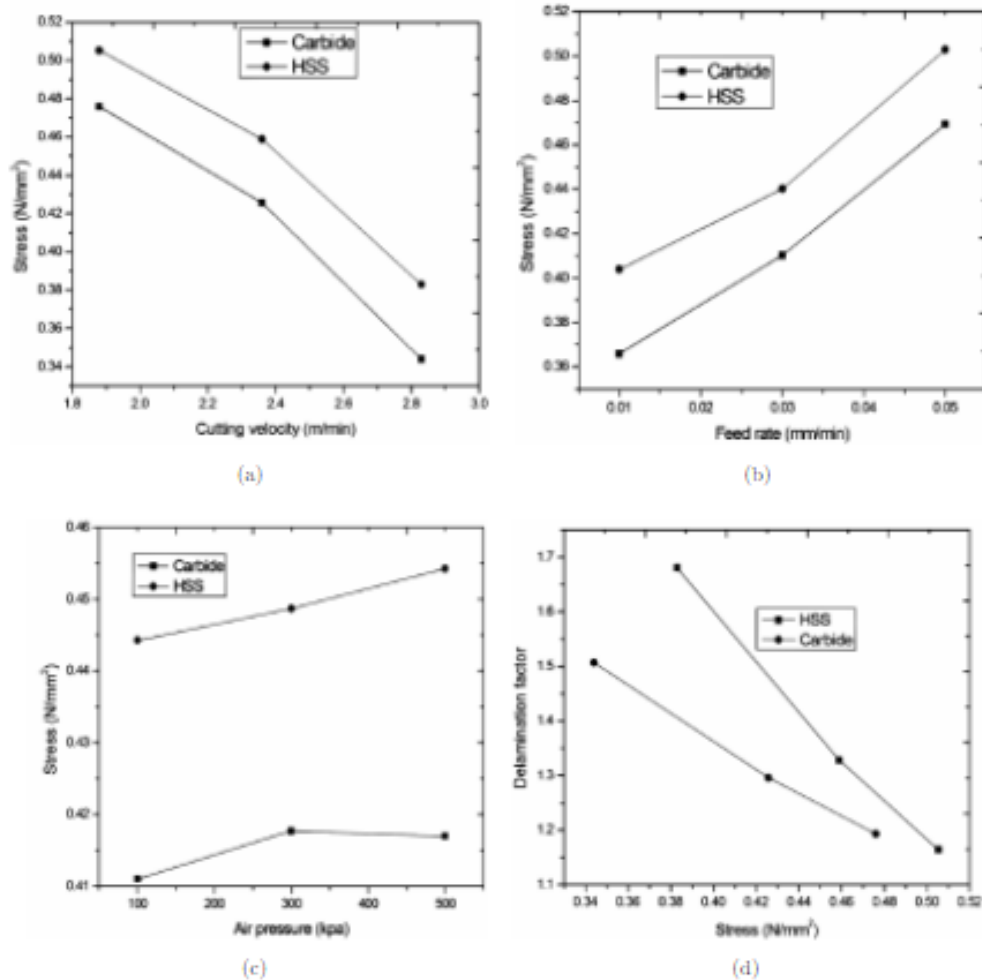 0.52
0.50
0.48
0.46
0.44
0.42
0.40
0.38
0.36
0.34
Stress (N/mm²)
Carbide
HSS
1.8 2.0 2.2 2.4 2.6 2.8 3.0
Cutting velocity (m/min)
(a)
0.52
0.50
0.48
0.46
0.44
0.42
0.40
0.38
0.36
Stress (N/mm²)
Carbide
HSS
0.01 0.02 0.03 0.04 0.05
Feed rate (mm/min)
(b)
0.46
0.45
0.44
0.43
0.42
0.41
Stress (N/mm²)
Carbide
HSS
100 200 300 400 500
Air pressure (kpa)
(c)
1.7
1.6
1.5
1.4
1.3
1.2
1.1
Delamination factor
HSS
Carbide
0.34 0.36 0.38 0.40 0.42 0.44 0.46 0.48 0.50 0.52
Stress (N/mm²)
(d)